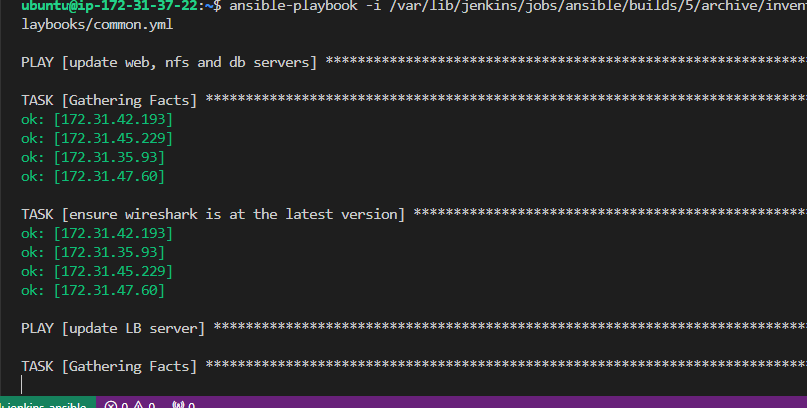 ubuntu@ip-172-31-37-22:~$ ansible-playbook -i /var/lib/jenkins/jobs/ansible/builds/5/archive/inven
laybooks/common.yml
PLAY [update web, nfs and db servers] ************************************************************
TASK [Gathering Facts] ***************************************************************************
ok: [172.31.42.193]
ok: [172.31.45.229]
ok: [172.31.35.93]
ok: [172.31.47.60]
TASK [ensure wireshark is at the latest version] *************************************************
ok: [172.31.42.193]
ok: [172.31.35.93]
ok: [172.31.45.229]
ok: [172.31.47.60]
PLAY [update LB server] **************************************************************************
TASK [Gathering Facts] ***************************************************************************
d: jenkins-ansible 0 0 0